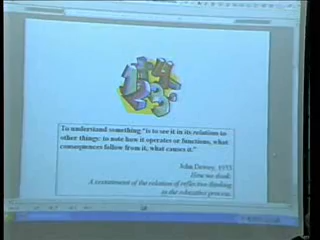 To understand something "is to see it in its relations to
other things: to note how it operates or functions, what
consequences follow from it, what causes it."
John Dewey, 1933
How we think:
A restatement of the relation of reflective thinking
to the educative process.